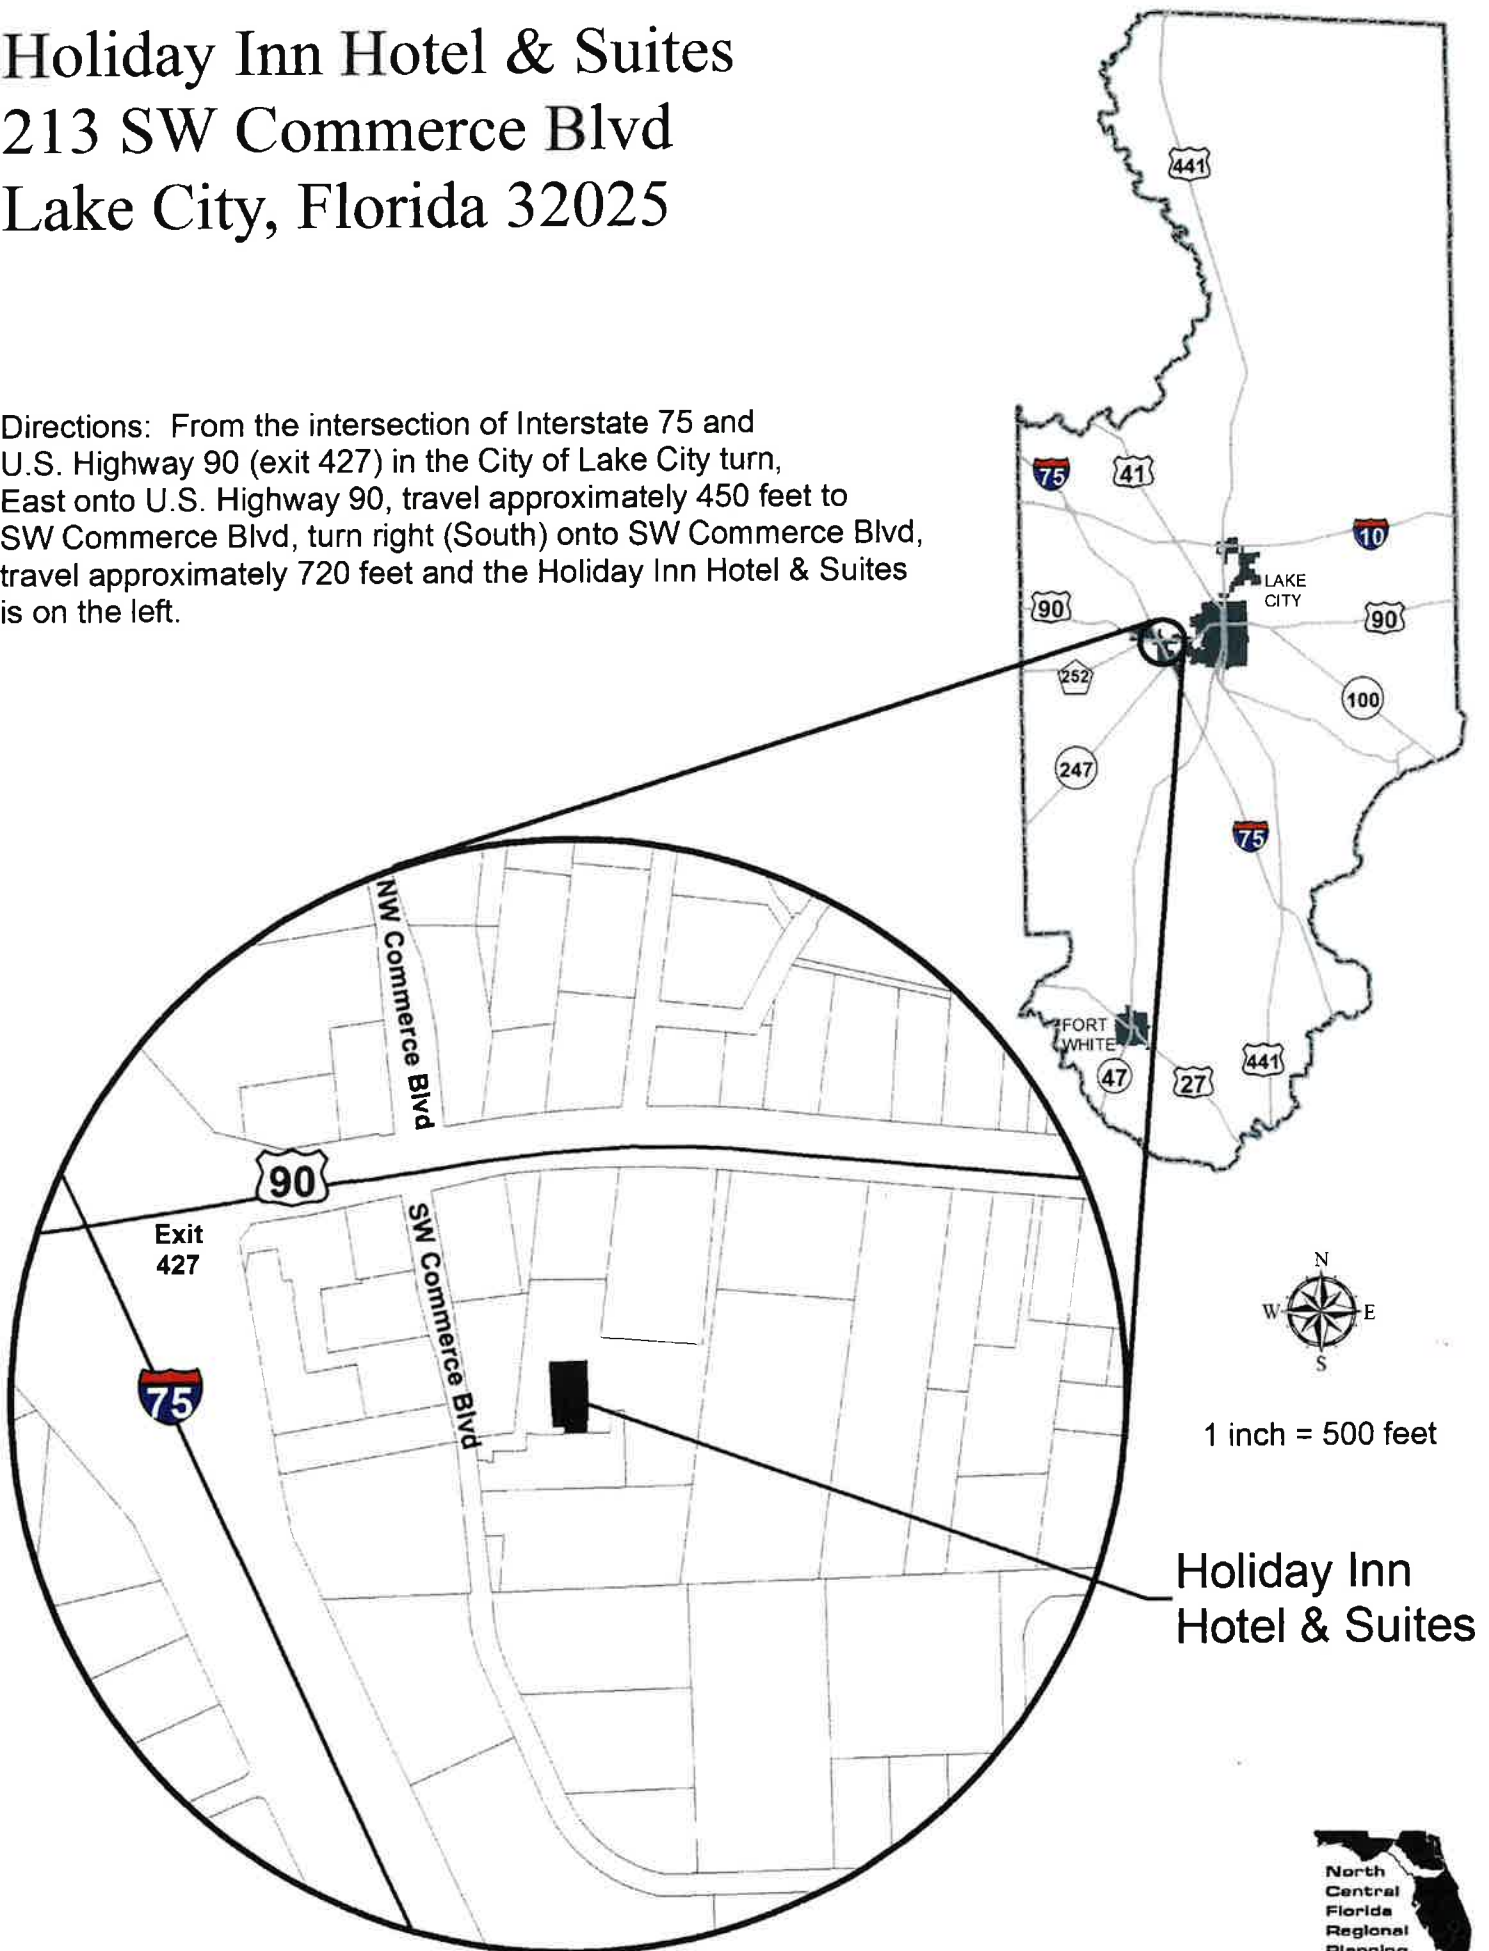 Holiday Inn Hotel & Suites
213 SW Commerce Blvd
Lake City, Florida 32025
Directions: From the intersection of Interstate 75 and
U.S. Highway 90 (exit 427) in the City of Lake City turn,
East onto U.S. Highway 90, travel approximately 450 feet to
SW Commerce Blvd, turn right (South) onto SW Commerce Blvd,
travel approximately 720 feet and the Holiday Inn Hotel & Suites
is on the left.
441
75
41
10
LAKE
CITY
90
90
252
100
247
75
FORT
WHITE
47
27
441
NW Commerce Blvd
90
Exit
427
SW Commerce Blvd
75
N
W
E
S
1 inch = 500 feet
Holiday Inn
Hotel & Suites
North
Central
Florida
Regional
Planning